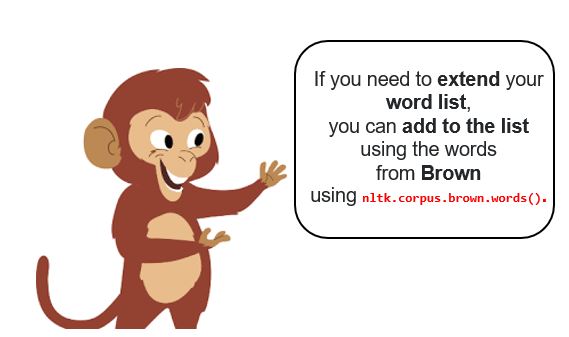 If you need to extend your
word list,
you can add to the list
using the words
from Brown
using nltk.corpus.brown.words().